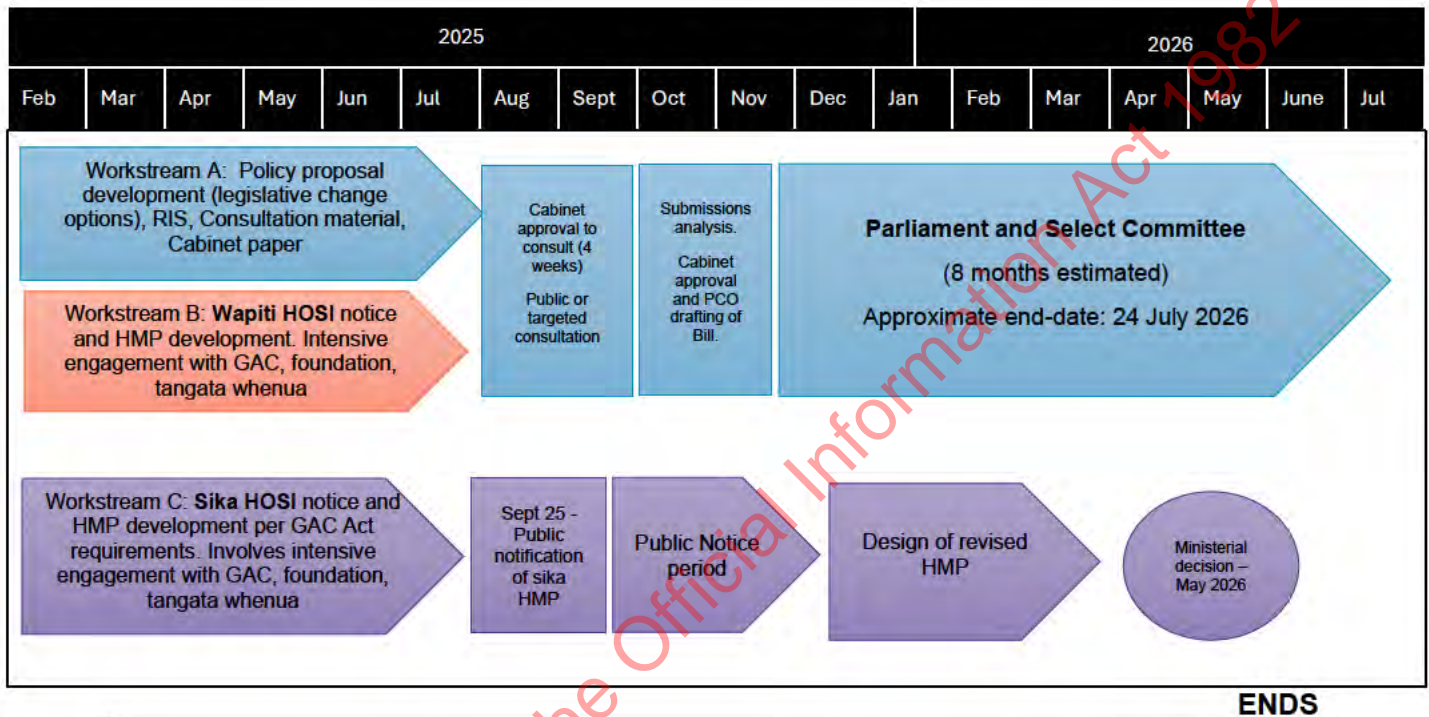 2025
2026
Feb Mar Apr May Jun Jul Aug Sept Oct Nov Dec Jan Feb Mar Apr May June Jul
Workstream A: Policy proposal
development (legislative change
options), RIS, Consultation material,
Cabinet paper
Cabinet
approval to
consult (4
weeks)
Public or
targeted
consultation
Submissions
analysis.
Cabinet
approval
and PCO
drafting of
Bill.
Parliament and Select Committee
(8 months estimated)
Approximate end-date: 24 July 2026
Workstream B: Wapiti HOSI notice
and HMP development. Intensive
engagement with GAC, foundation,
tangata whenua
Workstream C: Sika HOSI notice and
HMP development per GAC Act
requirements. Involves intensive
engagement with GAC, foundation,
tangata whenua
Sept 25 -
Public
notification
of sika
HMP
Public Notice
period
Design of revised
HMP
Ministerial
decision –
May 2026
ENDS
he Official Information Act 1982